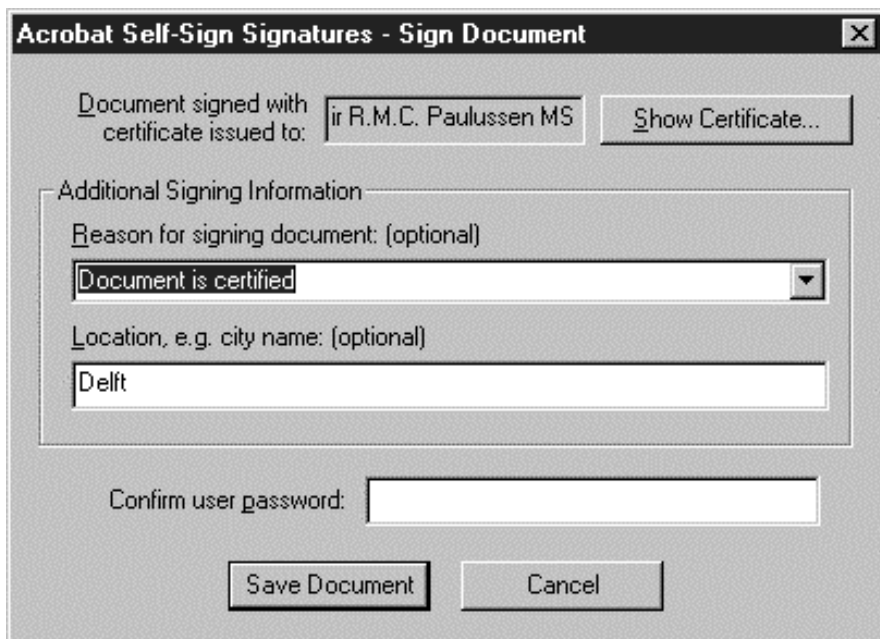 Acrobat Self-Sign Signatures - Sign Document
Document signed with
certificate issued to:
ir R.M.C. Paulussen MS
Show Certificate...
Additional Signing Information
Reason for signing document: (optional)
Document is certified
Location, e.g. city name: (optional)
Delft
Confirm user password:
Save Document
Cancel